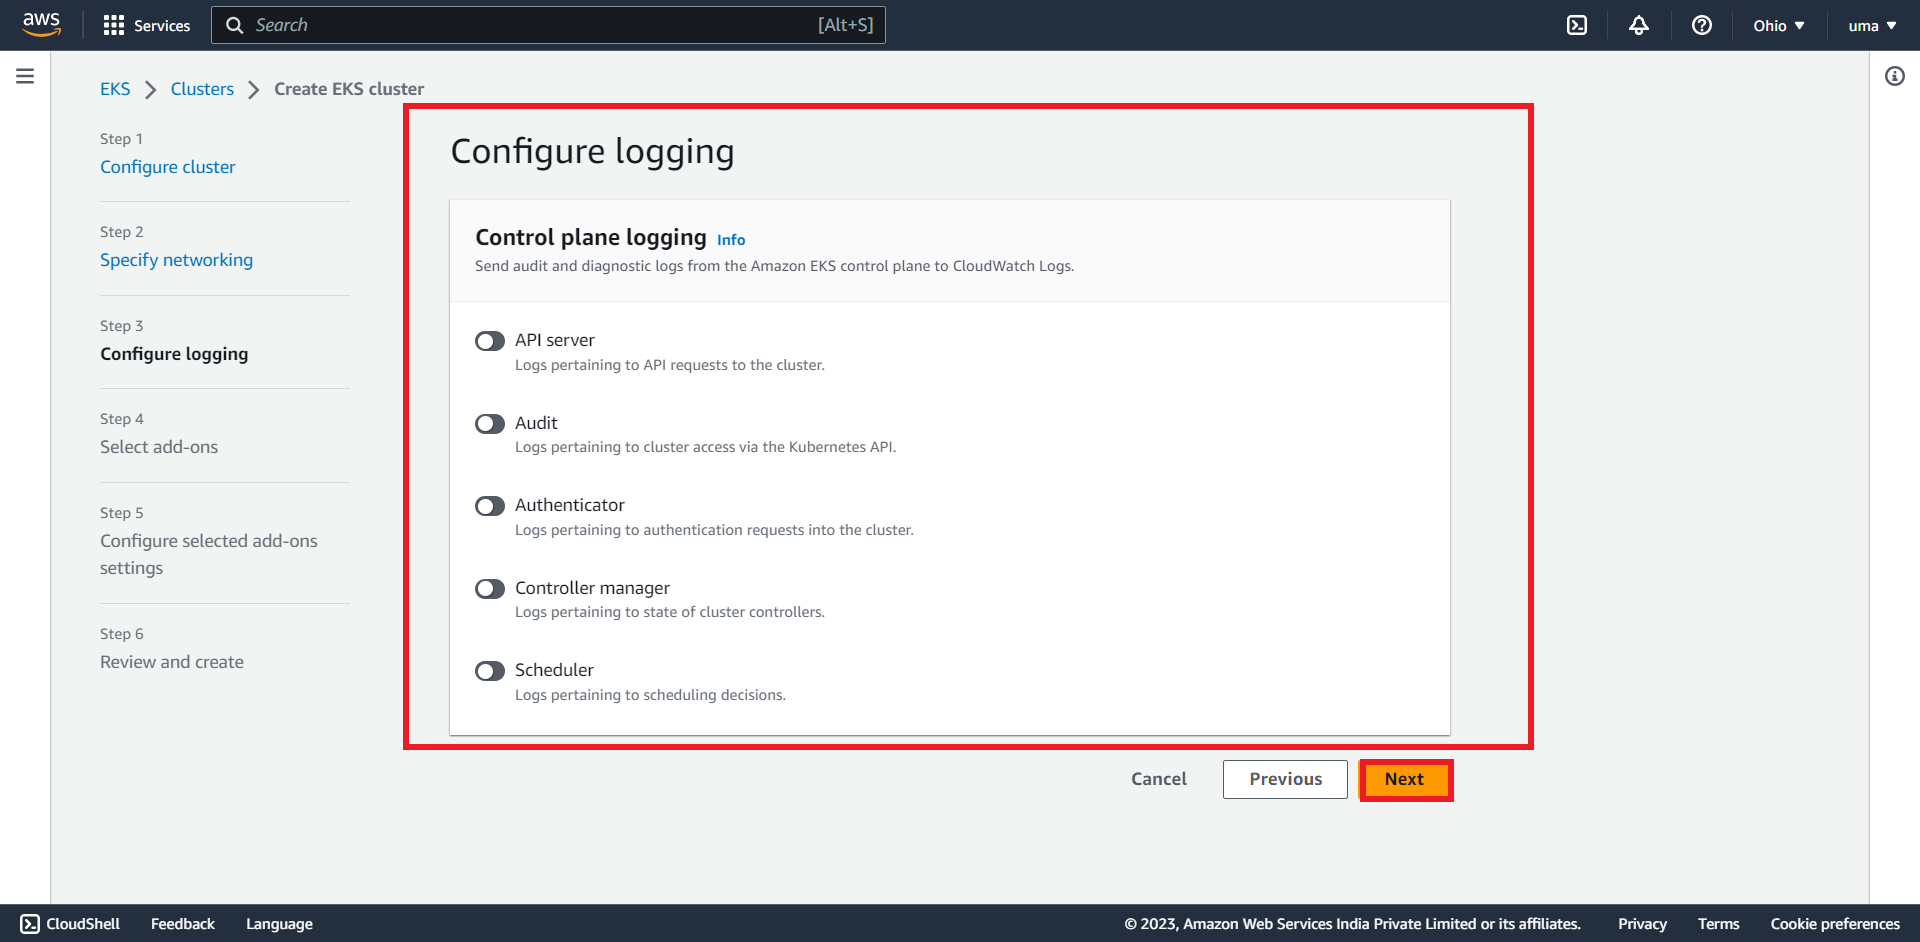 aws
Services
Search
[Alt+S]
Ohio
uma
EKS
Clusters
Create EKS cluster
Step 1
Configure cluster
Step 2
Specify networking
Step 3
Configure logging
Step 4
Select add-ons
Step 5
Configure selected add-ons
settings
Step 6
Review and create
Configure logging
Control plane logging Info
Send audit and diagnostic logs from the Amazon EKS control plane to CloudWatch Logs.
API server
Logs pertaining to API requests to the cluster.
Audit
Logs pertaining to cluster access via the Kubernetes API.
Authenticator
Logs pertaining to authentication requests into the cluster.
Controller manager
Logs pertaining to state of cluster controllers.
Scheduler
Logs pertaining to scheduling decisions.
Cancel
Previous
Next
CloudShell
Feedback
Language
© 2023, Amazon Web Services India Private Limited or its affiliates.
Privacy
Terms
Cookie preferences